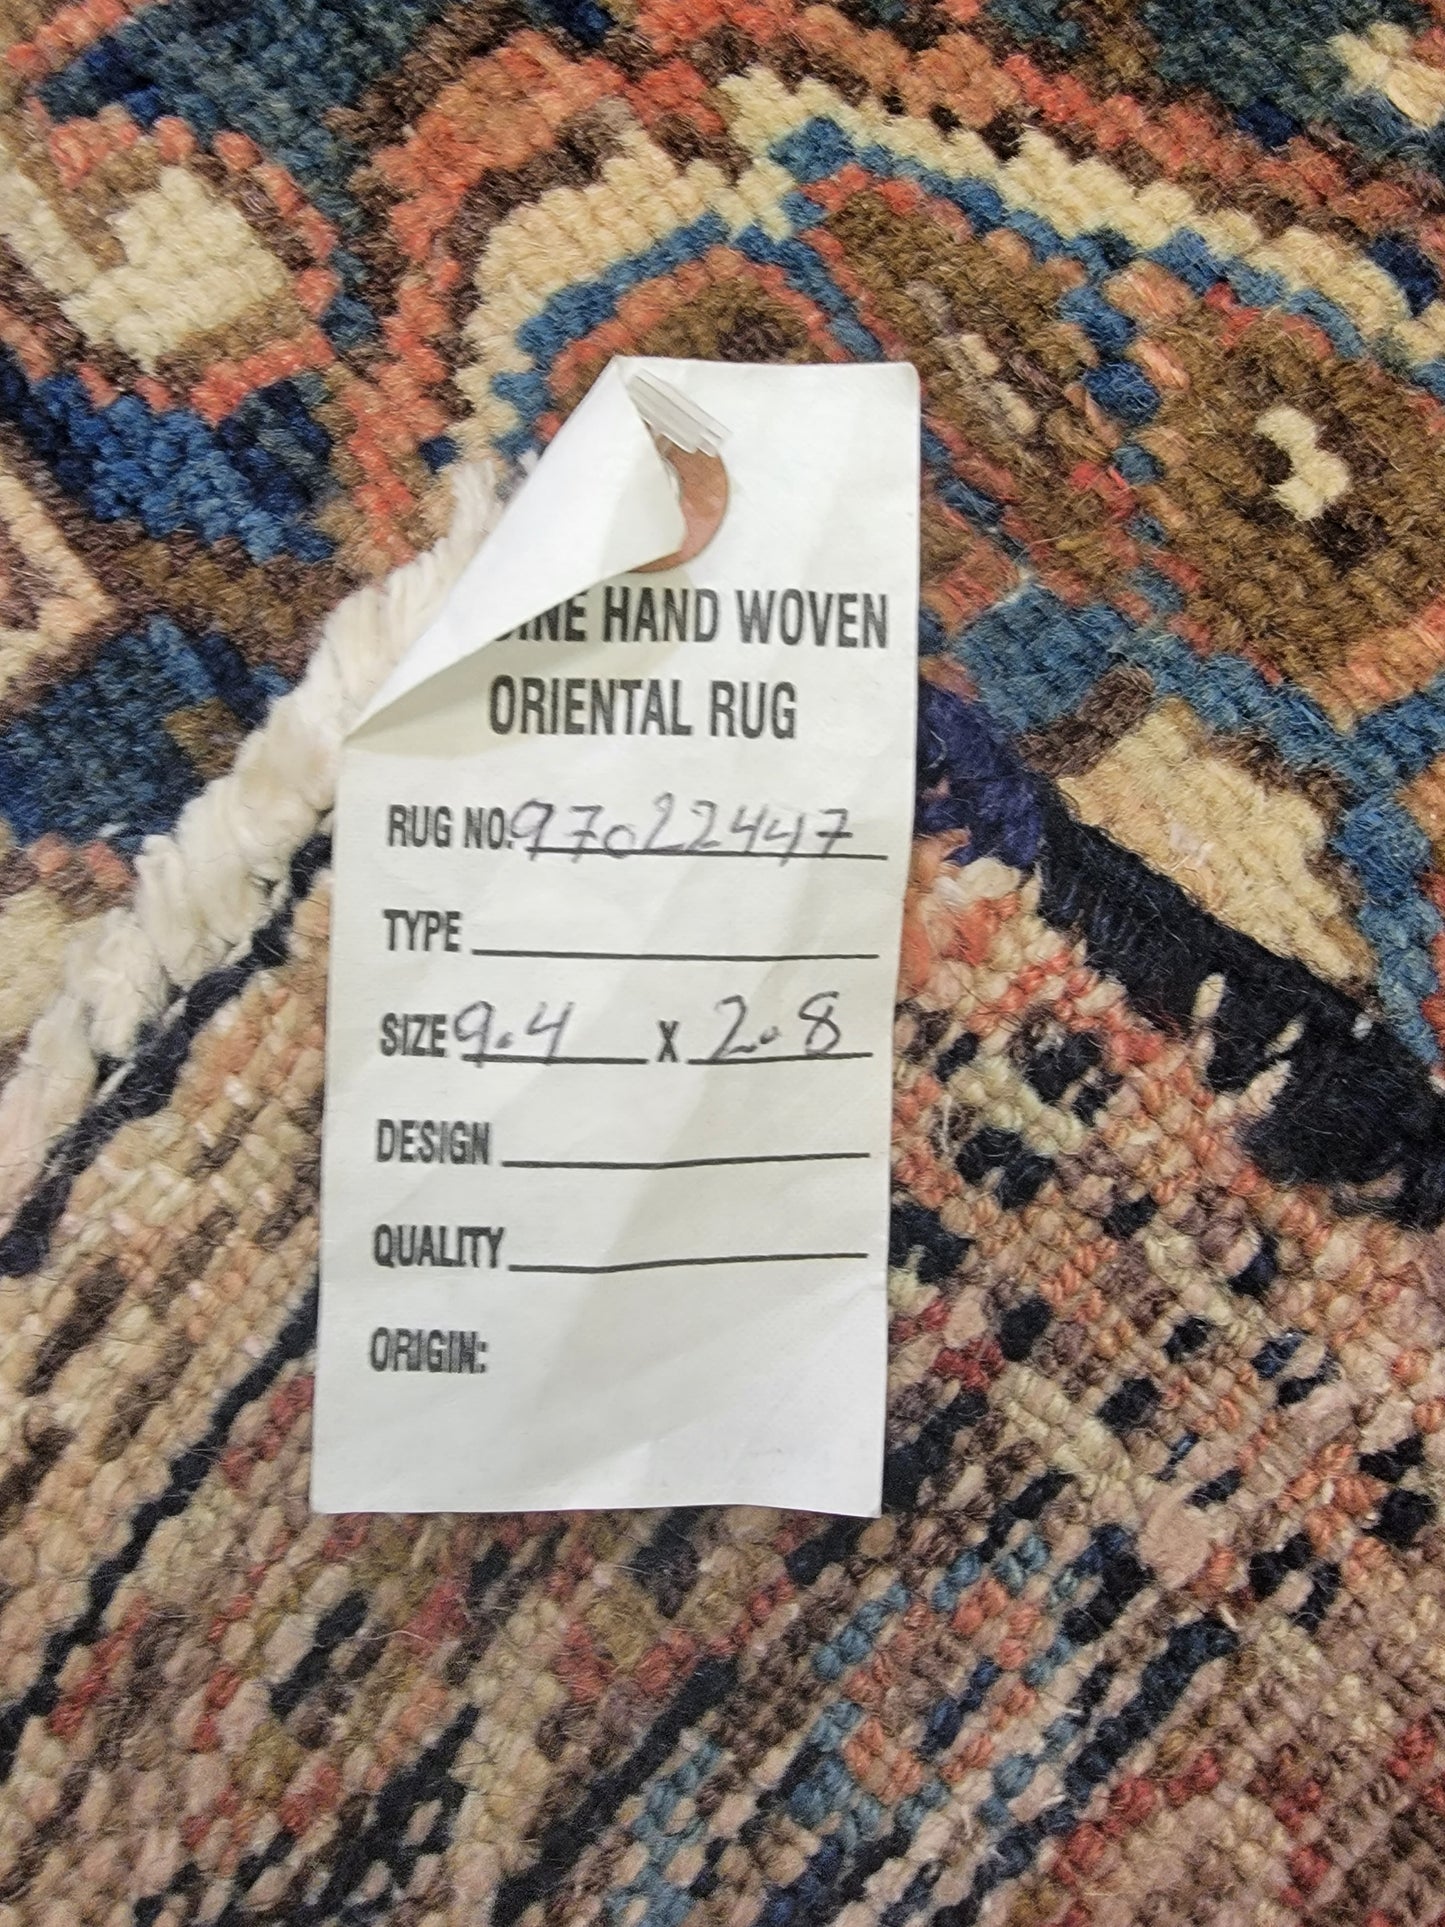 HAND WOVEN
ORIENTAL RUG
RUG NO. 97022447
TYPE
SIZE 9.4 x 2.8
DESIGN
QUALITY
ORIGIN: